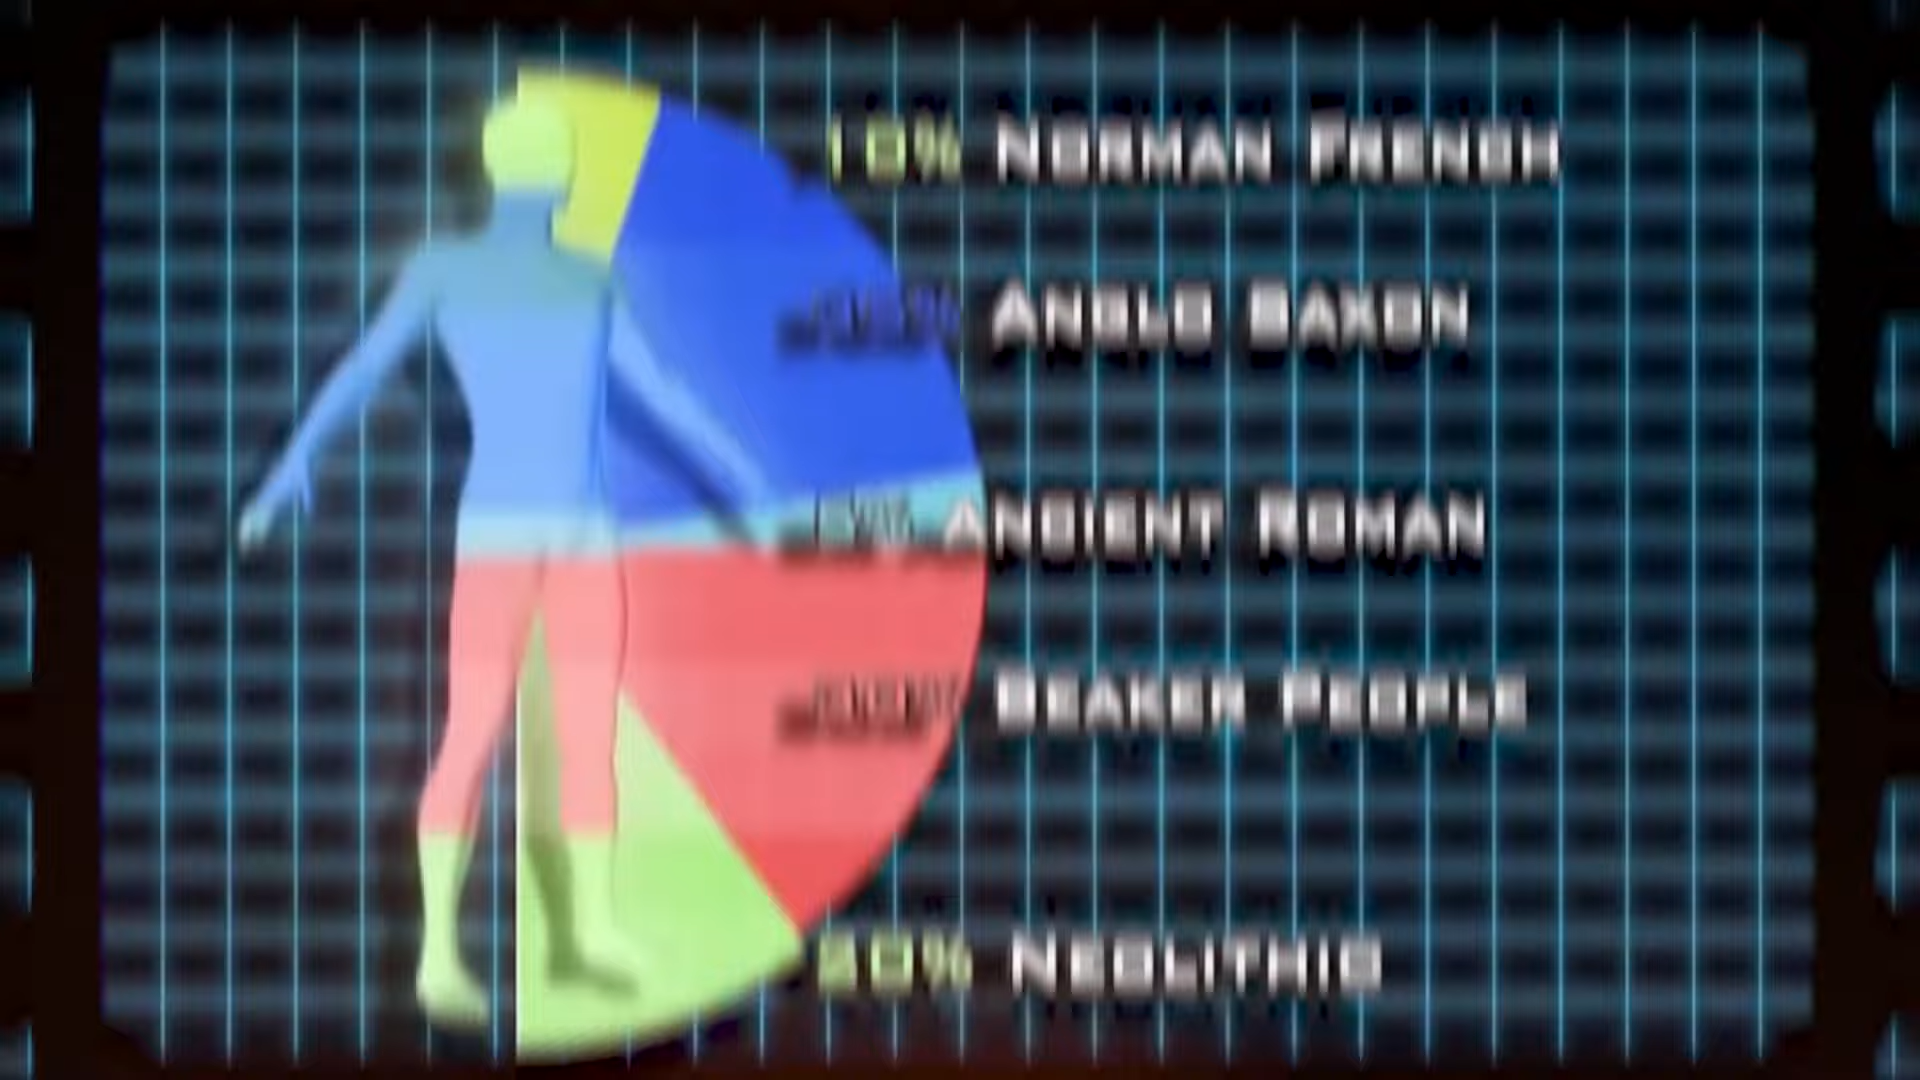 10% Norman French
Anglo Saxon
Ancient Roman
Beaker People
20% Neolithic